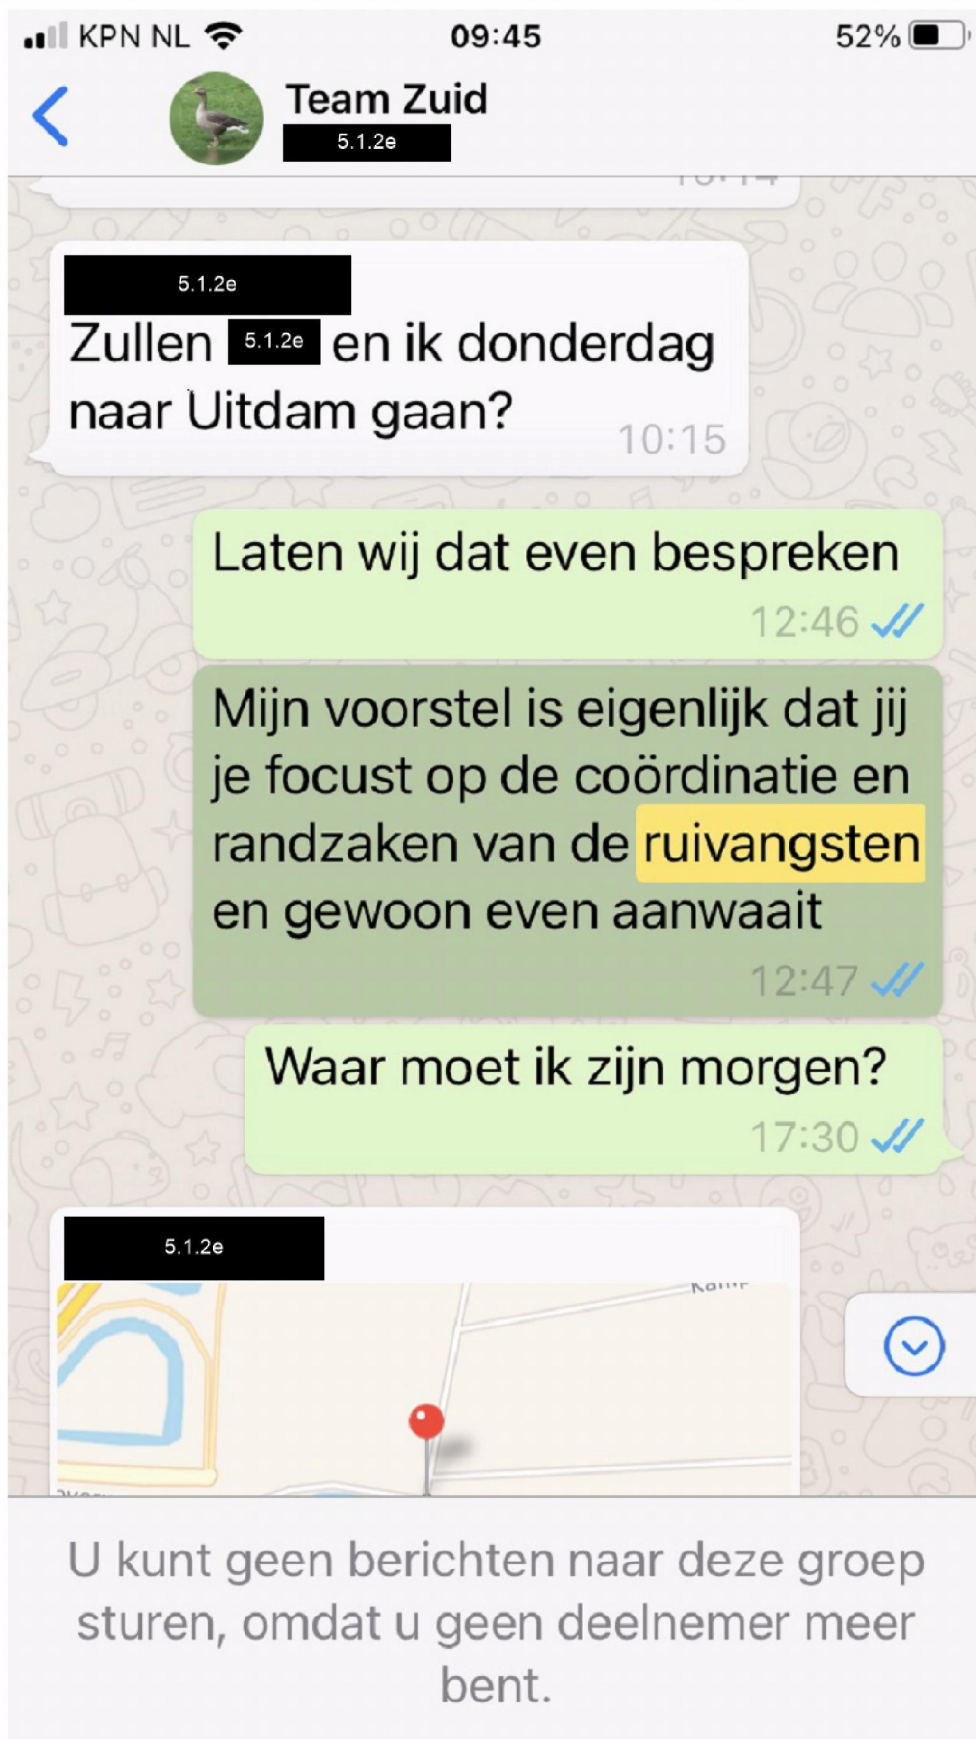 KPN NL 09:45 52%
Team Zuid
5.1.2e
5.1.2e
Zullen 5.1.2e en ik donderdag
naar Uitdam gaan?
10:15
Laten wij dat even bespreken
12:46
Mijn voorstel is eigenlijk dat jij
je focust op de coördinatie en
randzaken van de ruivangsten
en gewoon even aanwaait
12:47
Waar moet ik zijn morgen?
17:30
5.1.2e
U kunt geen berichten naar deze groep
sturen, omdat u geen deelnemer meer
bent.